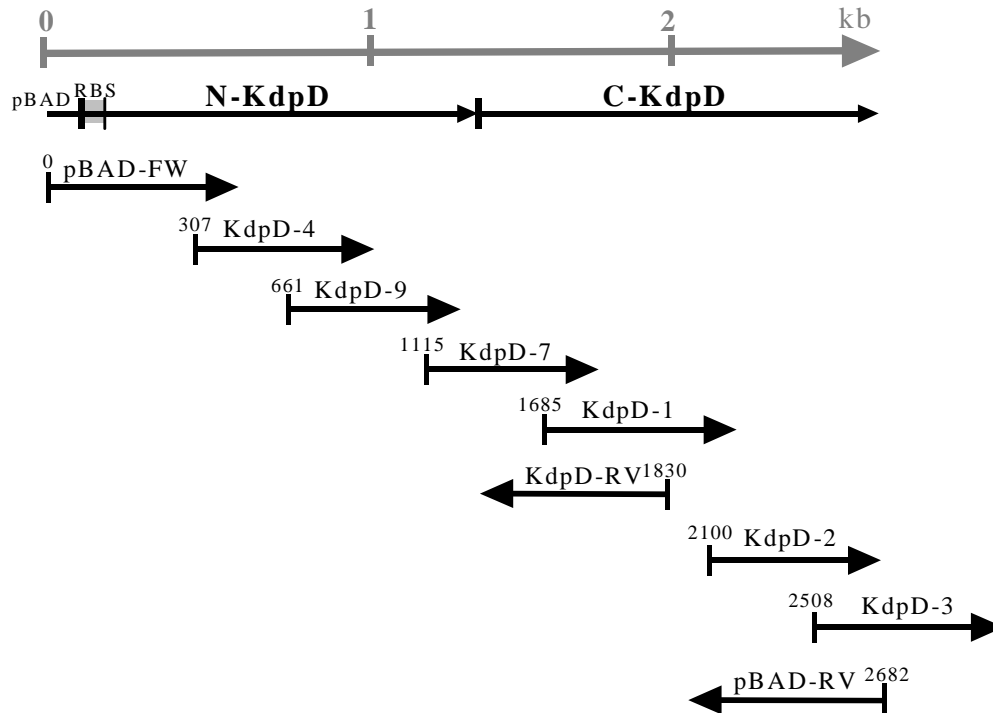 0 1 2 kb
pBAD RBS N-KdpD C-KdpD
0 pBAD-FW
307 KdpD-4
661 KdpD-9
1115 KdpD-7
1685 KdpD-1
KdpD-RV 1830
2100 KdpD-2
2508 KdpD-3
pBAD-RV 2682